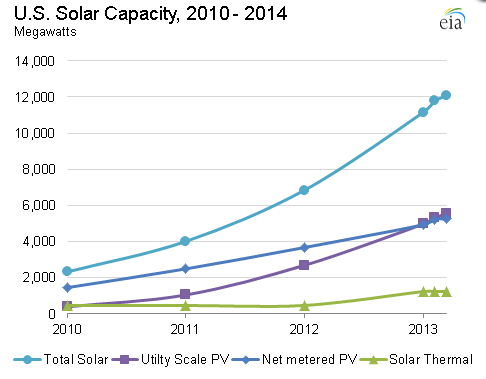 U.S. Solar Capacity, 2010 - 2014
Megawatts
eia
14,000
12,000
10,000
8,000
6,000
4,000
2,000
0
2010 2011 2012 2013
Total Solar Utilty Scale PV Net metered PV Solar Thermal